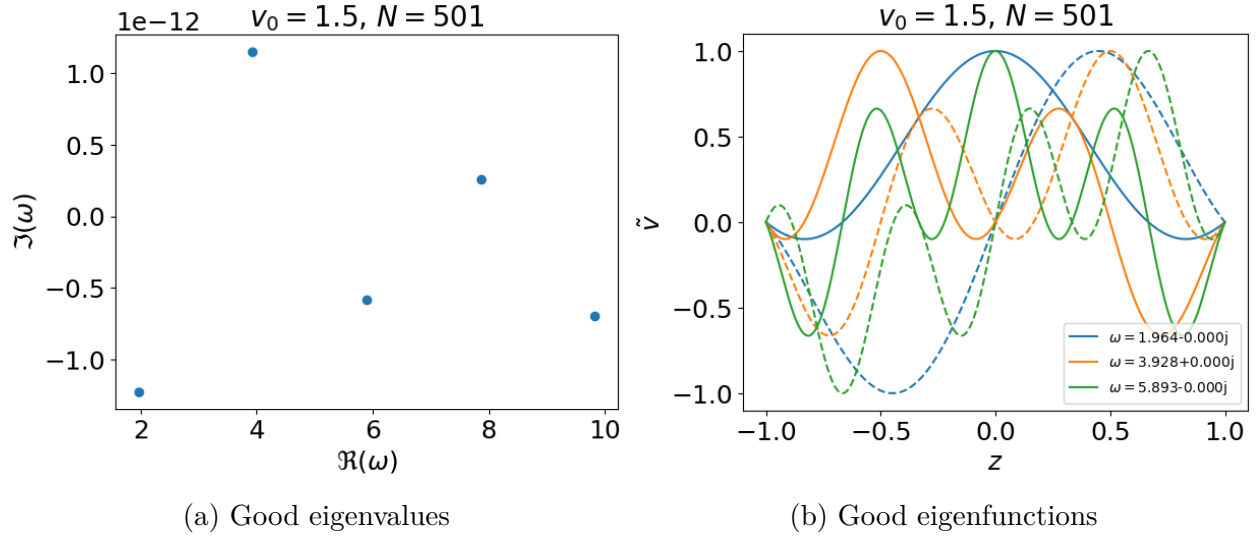 1e−12
v₀ = 1.5, N = 501
1.0
0.5
0.0
−0.5
−1.0
ℑ(ω)
2 4 6 8 10
ℜ(ω)
(a) Good eigenvalues
v₀ = 1.5, N = 501
1.0
0.5
0.0
−0.5
−1.0
ṽ
ω = 1.964-0.000j
ω = 3.928+0.000j
ω = 5.893-0.000j
−1.0 −0.5 0.0 0.5 1.0
z
(b) Good eigenfunctions